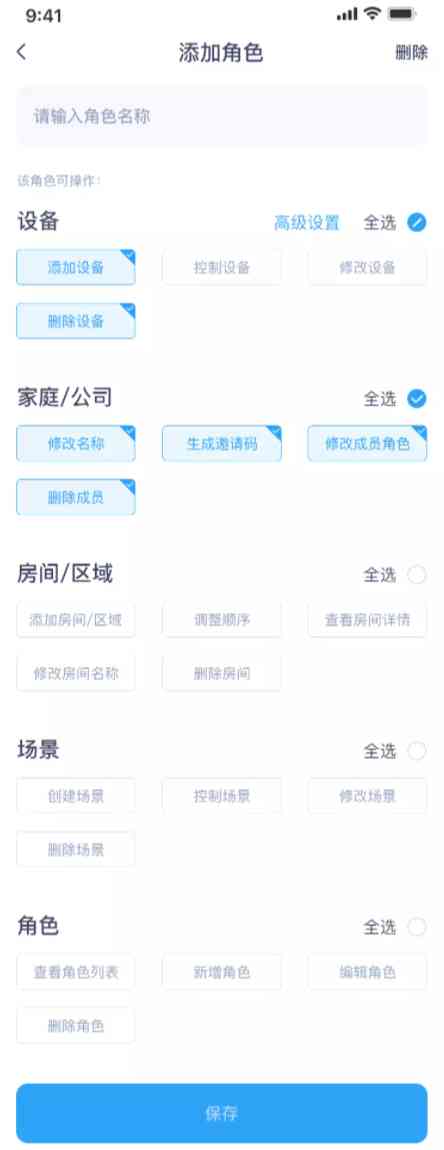 9:41
添加角色 删除
请输入角色名称
该角色可操作:
设备 高级设置 全选
添加设备 控制设备 修改设备
删除设备
家庭/公司 全选
修改名称 生成邀请码 修改成员角色
删除成员
房间/区域 全选
添加房间/区域 调整顺序 查看房间详情
修改房间名称 删除房间
场景 全选
创建场景 控制场景 修改场景
删除场景
角色 全选
查看角色列表 新增角色 编辑角色
删除角色
保存